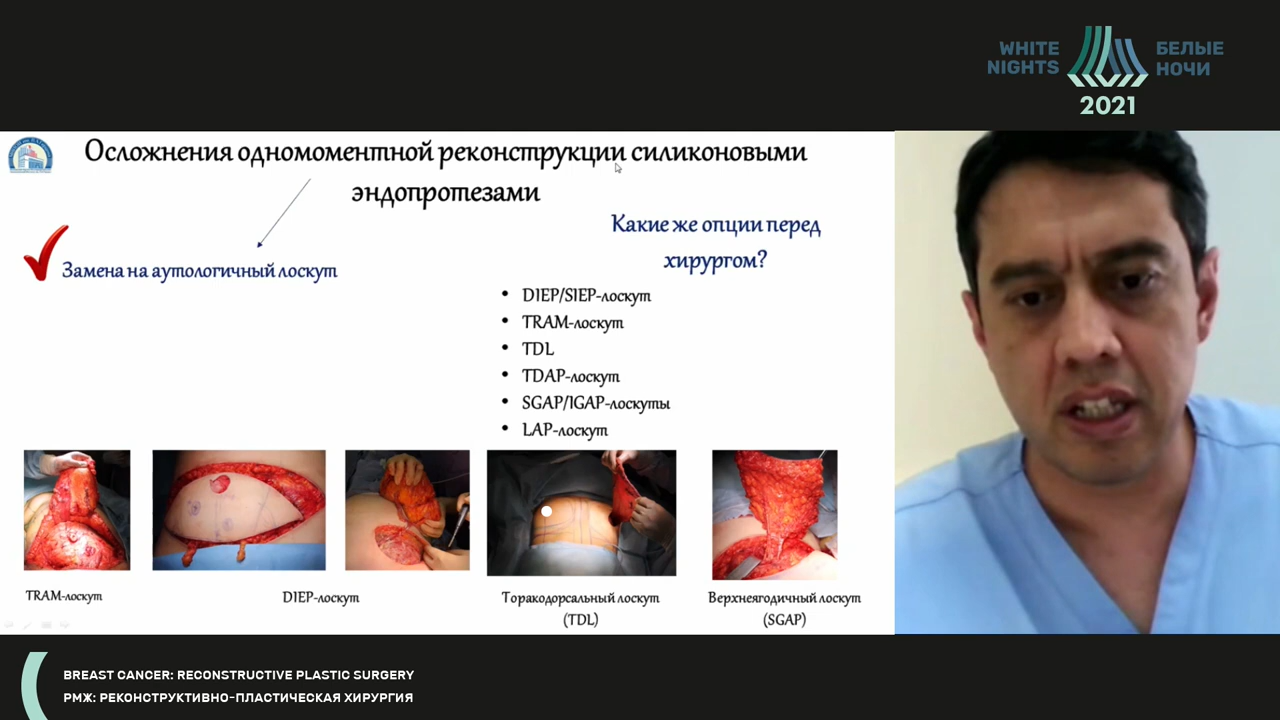 WHITE NIGHTS
БЕЛЫЕ НОЧИ
2021
Осложнения одномоментной реконструкции силиконовыми
эндопротезами
Замена на аутологичный лоскут
Какие же опции перед
хирургом?
• DIEP/SIEP-лоскут
• TRAM-лоскут
• TDL
• TDAP-лоскут
• SGAP/IGAP-лоскуты
• LAP-лоскут
TRAM-лоскут
DIEP-лоскут
Торакодорсальный лоскут
(TDL)
Верхнеягодичный лоскут
(SGAP)
BREAST CANCER: RECONSTRUCTIVE PLASTIC SURGERY
РМЖ: РЕКОНСТРУКТИВНО-ПЛАСТИЧЕСКАЯ ХИРУРГИЯ